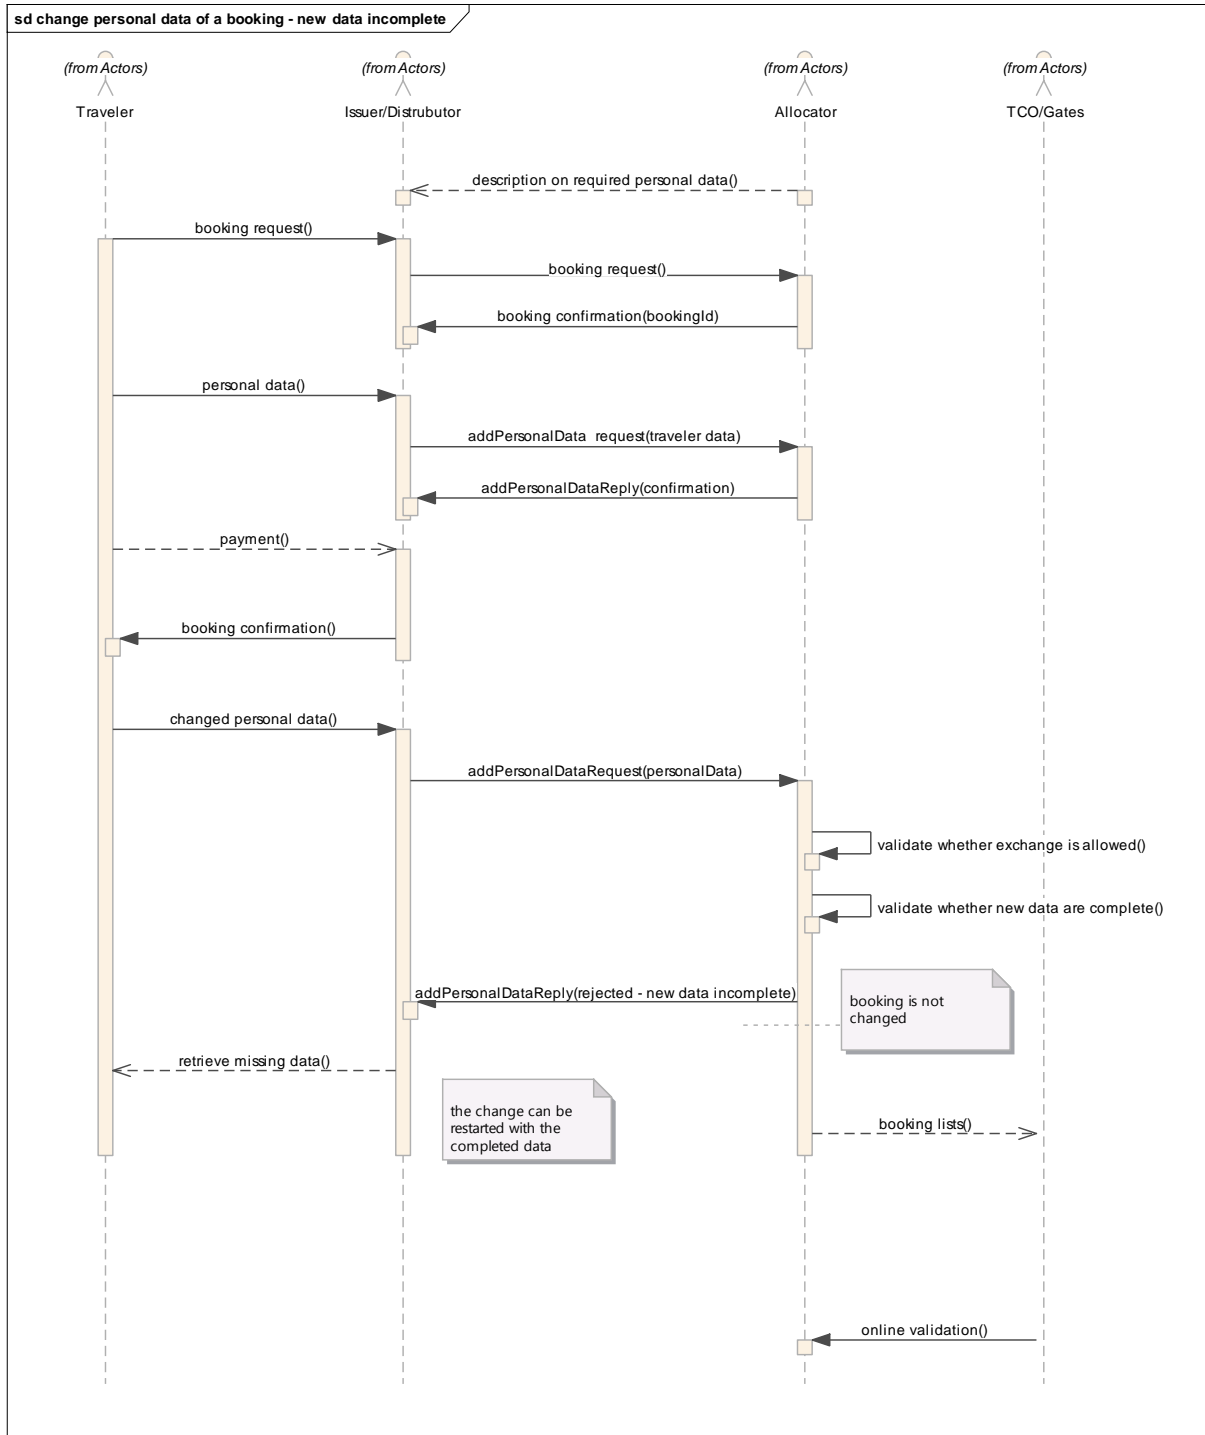 sd change personal data of a booking - new data incomplete
(from Actors) (from Actors) (from Actors) (from Actors)
Traveler Issuer/Distrubutor Allocator TCO/Gates
description on required personal data()
booking request()
booking request()
booking confirmation(bookingId)
personal data()
addPersonalData request(traveler data)
addPersonalDataReply(confirmation)
payment()
booking confirmation()
changed personal data()
addPersonalDataRequest(personalData)
validate whether exchange is allowed()
validate whether new data are complete()
addPersonalDataReply(rejected - new data incomplete)
booking is not
changed
retrieve missing data()
the change can be
restarted with the
completed data
booking lists()
online validation()